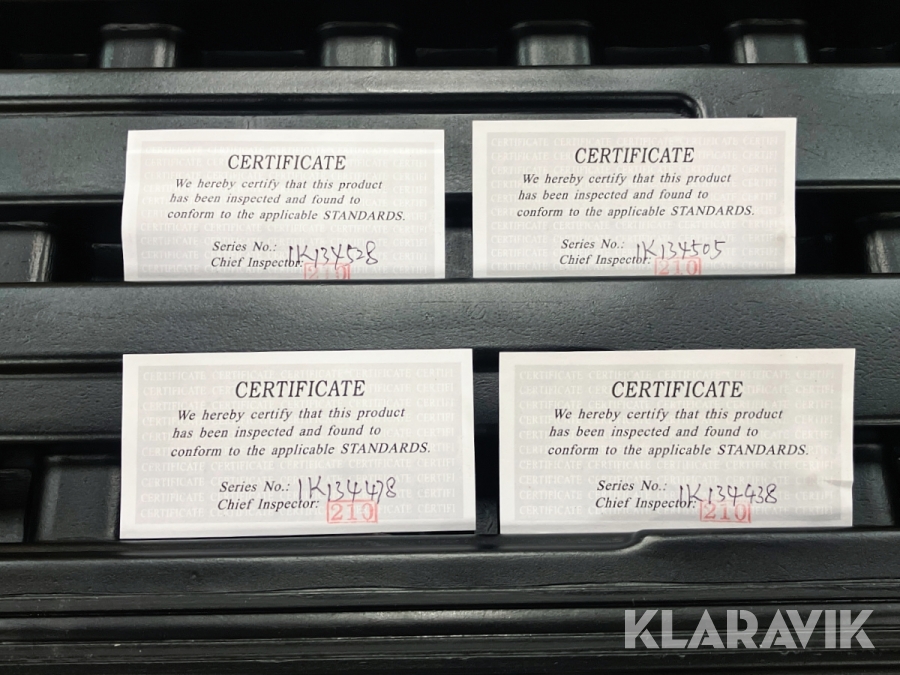 CERTIFICATE
We hereby certify that this product
has been inspected and found to
conform to the applicable STANDARDS.
Series No.: 1K134528
Chief Inspector: 210
CERTIFICATE
We hereby certify that this product
has been inspected and found to
conform to the applicable STANDARDS.
Series No.: 1K134505
Chief Inspector: 210
CERTIFICATE
We hereby certify that this product
has been inspected and found to
conform to the applicable STANDARDS.
Series No.: 1K134478
Chief Inspector: 210
CERTIFICATE
We hereby certify that this product
has been inspected and found to
conform to the applicable STANDARDS.
Series No.: 1K134438
Chief Inspector: 210
KLARAVIK